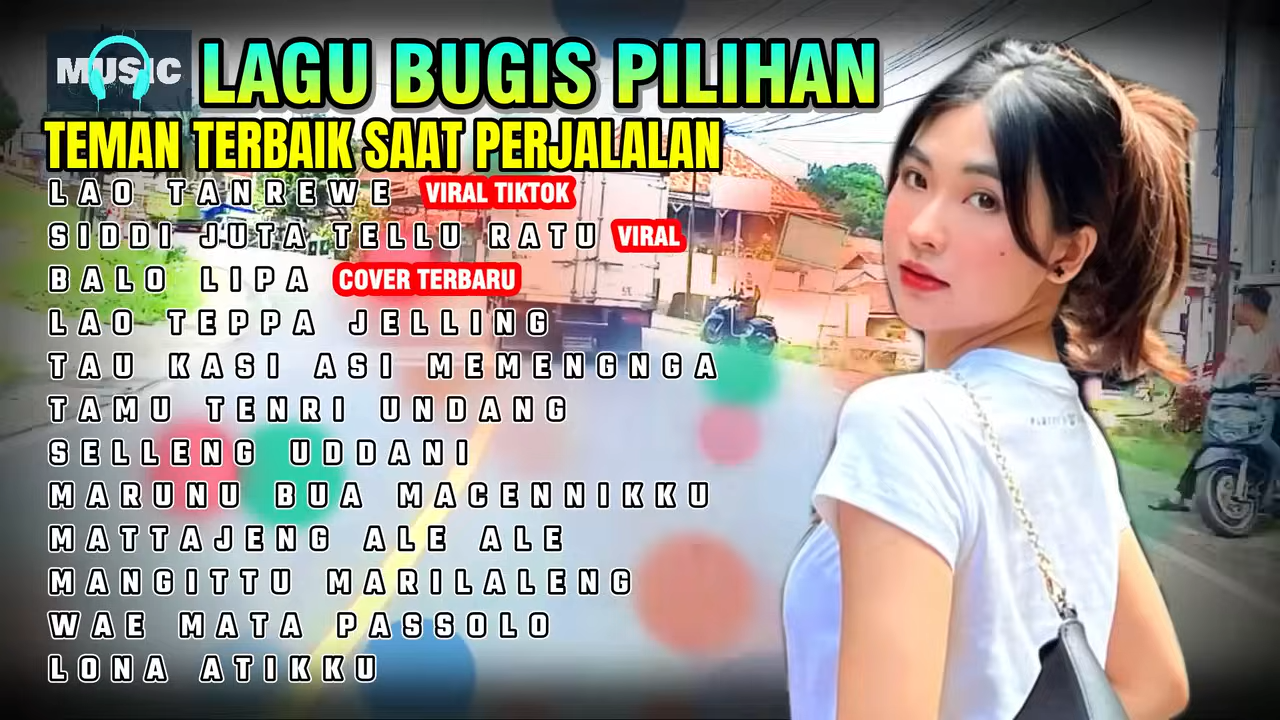 MUSIC
LAGU BUGIS PILIHAN
TEMAN TERBAIK SAAT PERJALALAN
LAO TANREWE VIRAL TIKTOK
SIDDI JUTA TELLU RATU VIRAL
BALO LIPA COVER TERBARU
LAO TEPPA JELLING
TAU KASI ASI MEMENGNGA
TAMU TENRI UNDANG
SELLENG UDDANI
MARUNU BUA MACENNIKKU
MATTAJENG ALE ALE
MANGITTU MARILALENG
WAE MATA PASSOLO
LONA ATIKKU